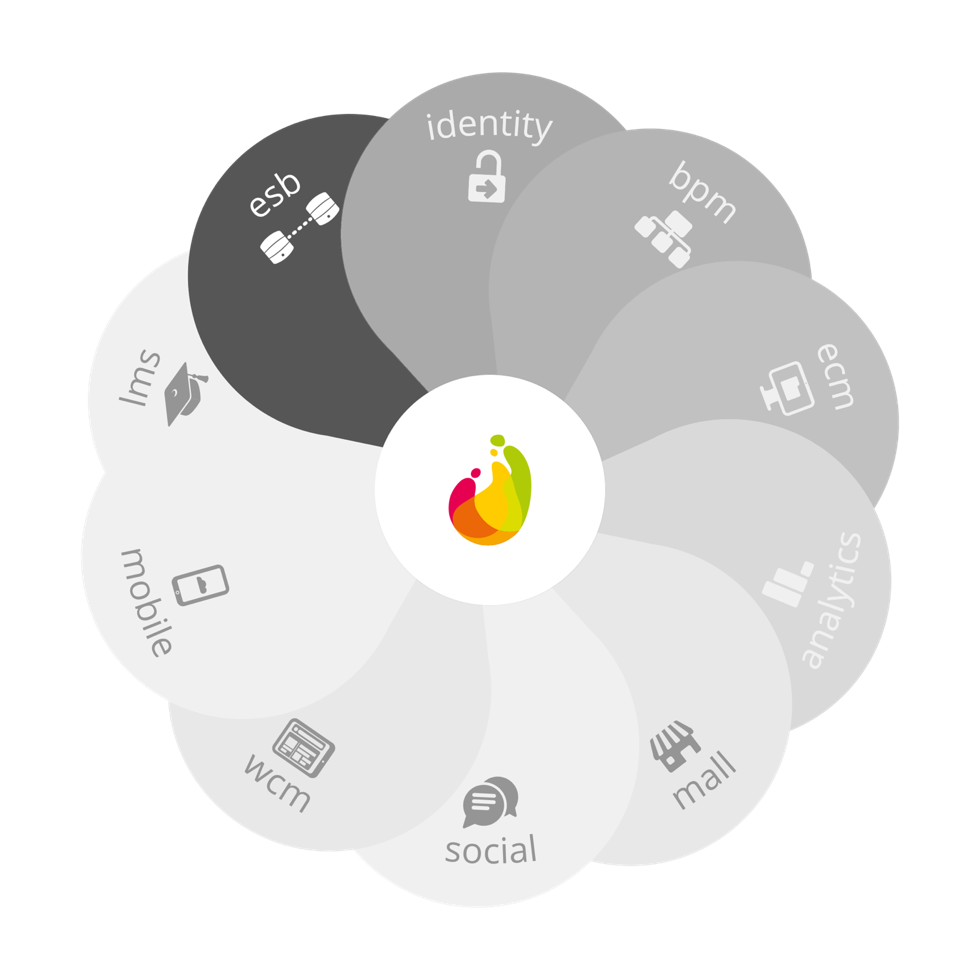 esb
identity
bpm
ecm
analytics
mall
social
wcm
mobile
lms